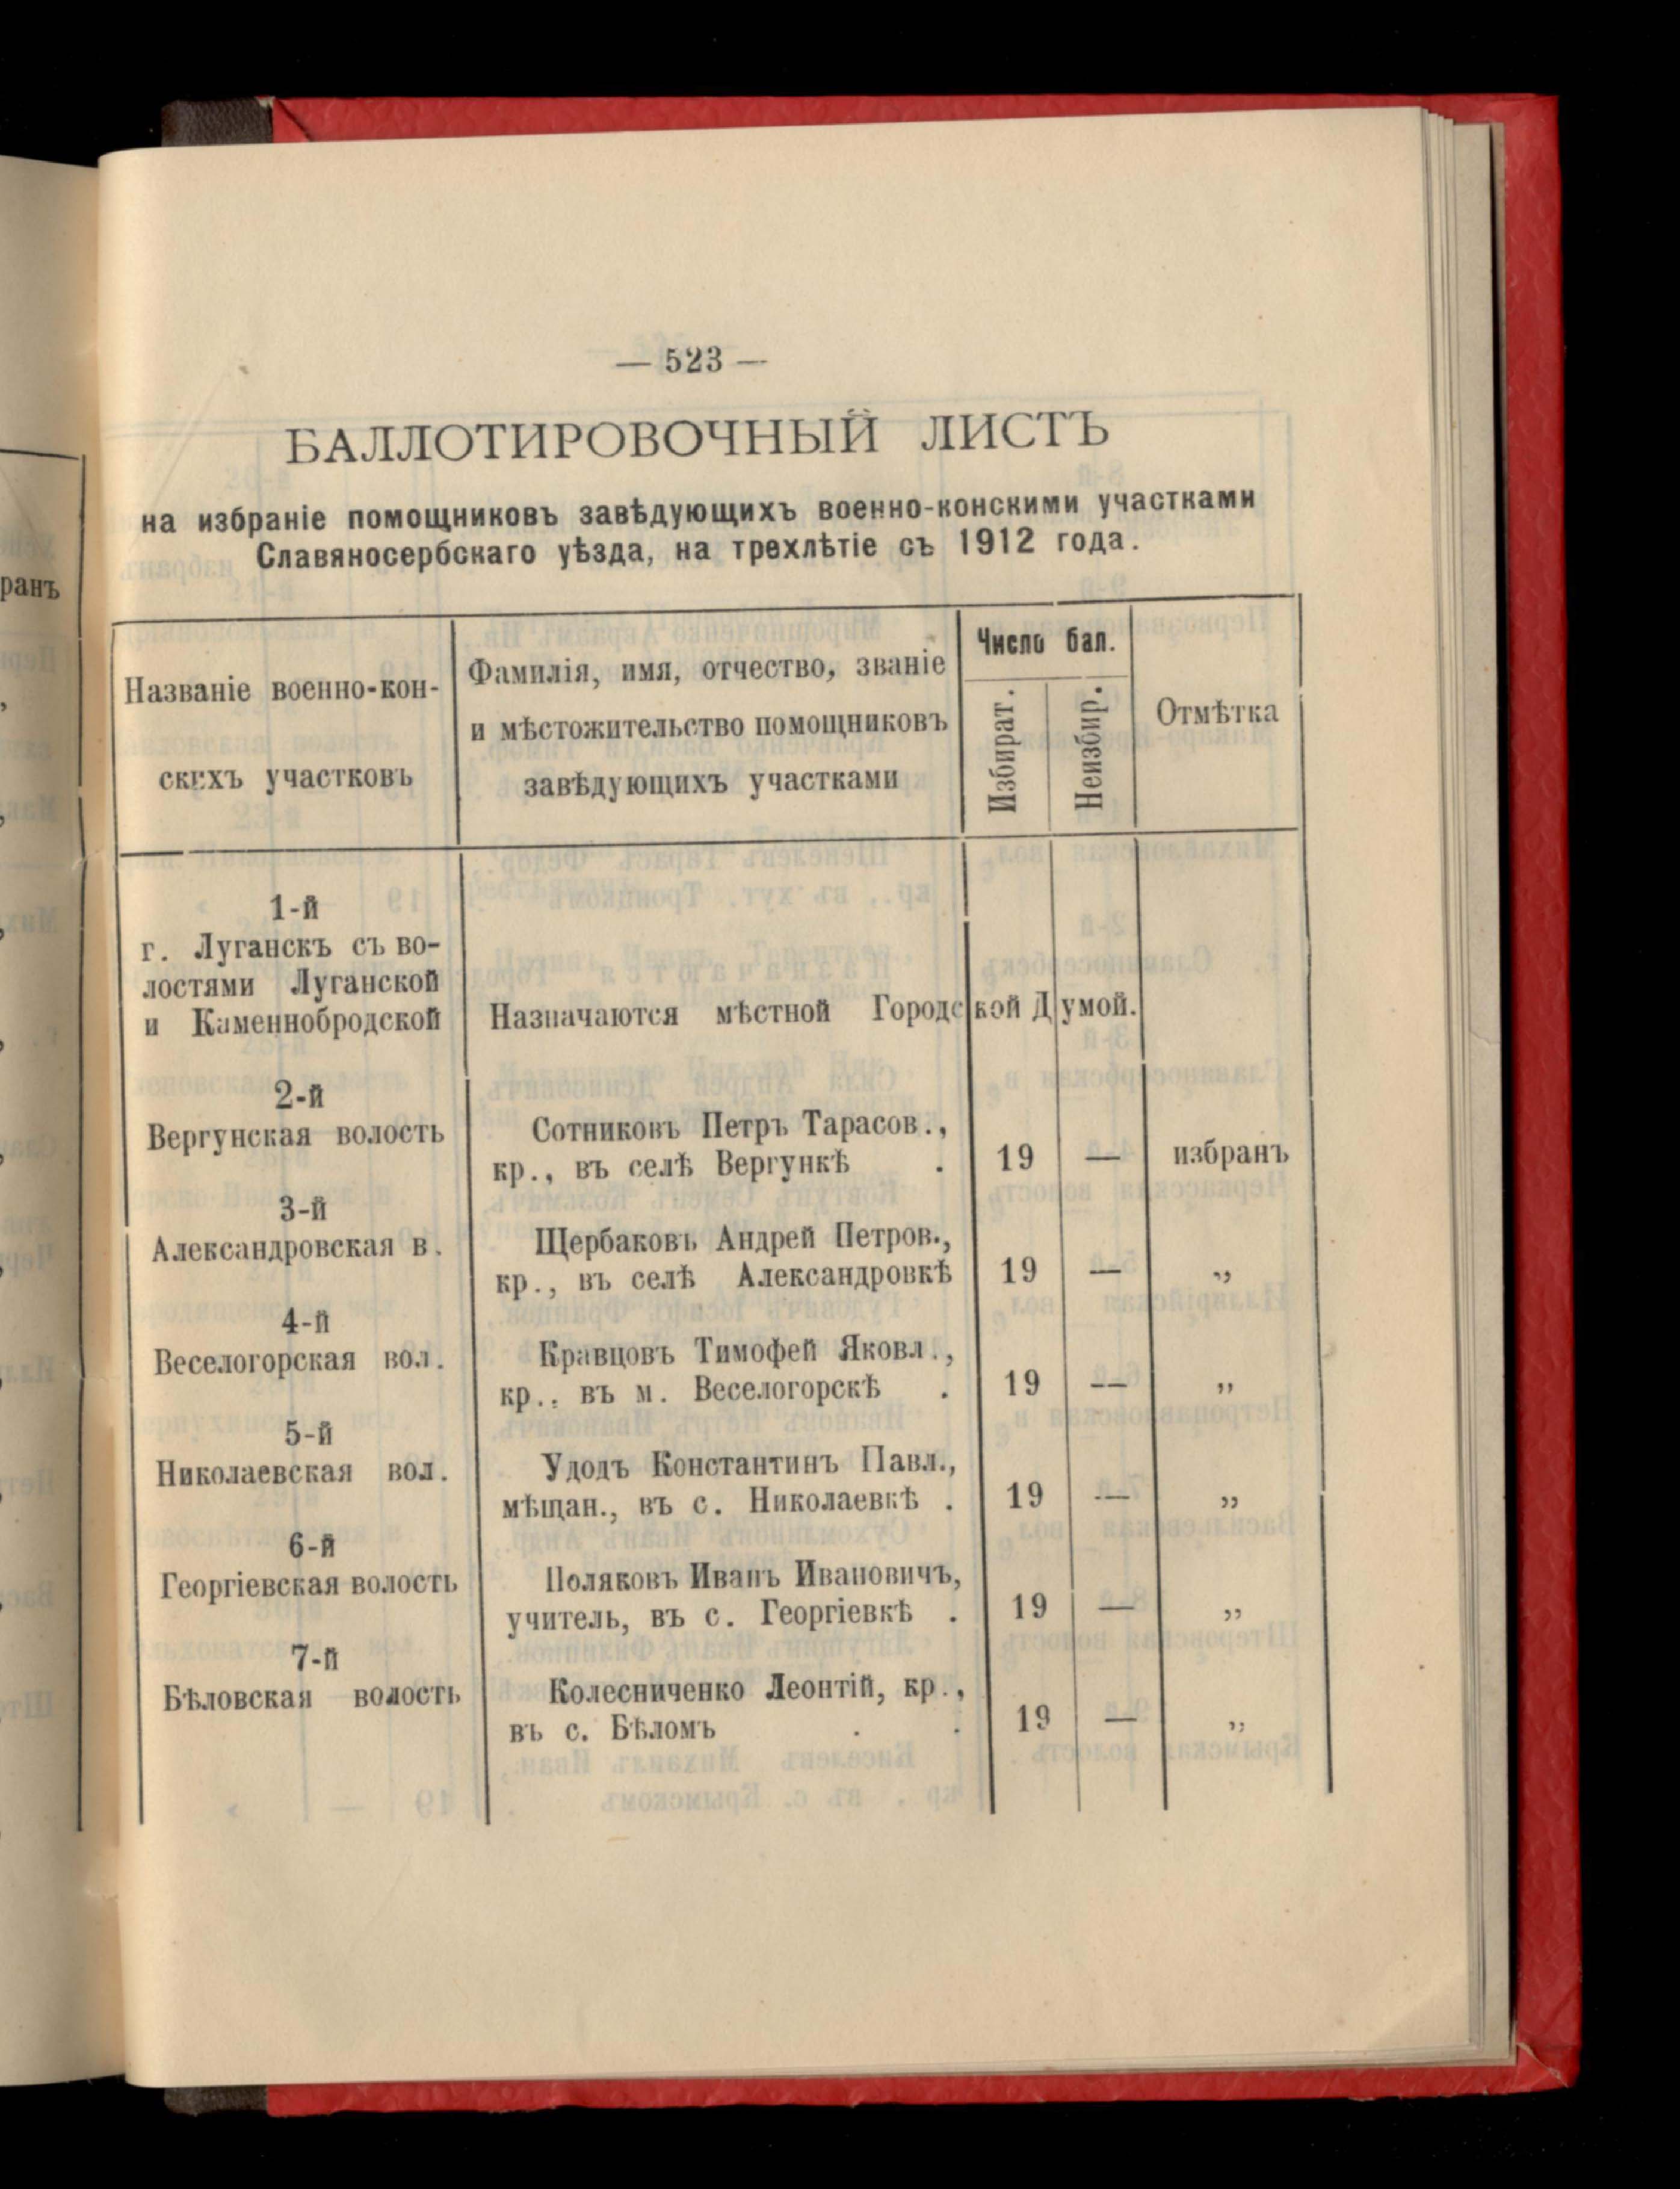 — 523 —
БАЛЛОТИРОВОЧНЫЙ ЛИСТЪ
на избраніе помощниковъ завѣдующихъ военно-конскими участками
Славяносербскаго уѣзда, на трехлѣтіе съ 1912 года.
Названіе военно-кон-
скихъ участковъ
Фамилія, имя, отчество, званіе
и мѣстожительство помощниковъ
завѣдующихъ участками
Число бал.
Избират.
Неизбир.
Отмѣтка
1-й
г. Луганскъ съ во-
лостями Луганской
и Каменнобродской
Назначаются мѣстной Городской Думой.
2-й
Вергунская волость
Сотниковъ Петръ Тарасов.,
кр., въ селѣ Вергункѣ . 19 — избранъ
3-й
Александровская в.
Щербаковъ Андрей Петров.,
кр., въ селѣ Александровкѣ 19 — „
4-й
Веселогорская вол.
Кравцовъ Тимофей Яковл.,
кр., въ м. Веселогорскѣ . 19 — „
5-й
Николаевская вол.
Удодъ Константинъ Павл.,
мѣщан., въ с. Николаевкѣ . 19 — „
6-й
Георгіевская волость
Поляковъ Иванъ Ивановичъ,
учитель, въ с. Георгіевкѣ . 19 — „
7-й
Бѣловская волость
Колесниченко Леонтій, кр.,
въ с. Бѣломъ . . 19 — „
ранъ